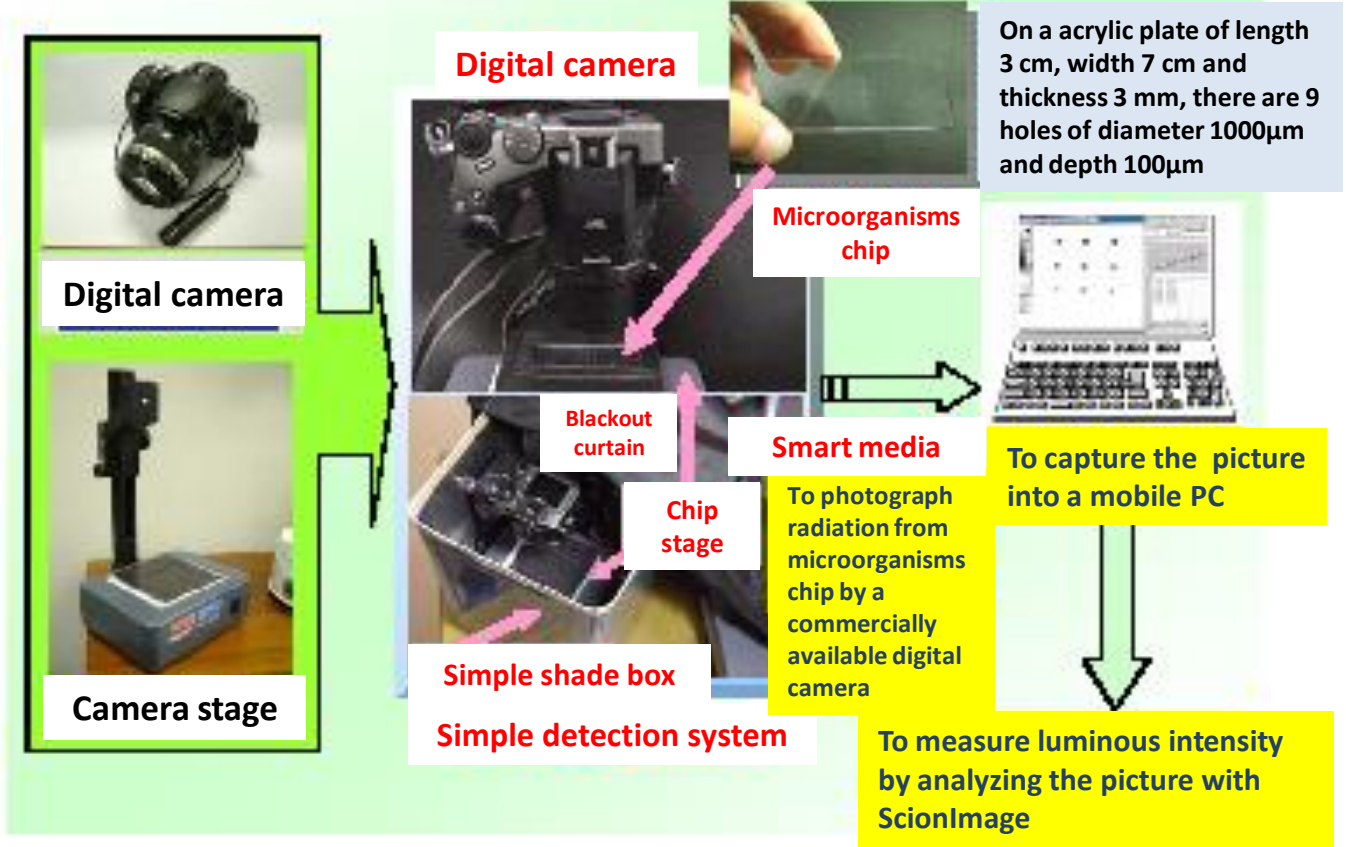 Digital camera
Camera stage
Digital camera
Microorganisms
chip
On a acrylic plate of length
3 cm, width 7 cm and
thickness 3 mm, there are 9
holes of diameter 1000µm
and depth 100µm
Blackout
curtain
Chip
stage
Simple shade box
Simple detection system
Smart media
To photograph
radiation from
microorganisms
chip by a
commercially
available digital
camera
To capture the  picture
into a mobile PC
To measure luminous intensity
by analyzing the picture with
ScionImage